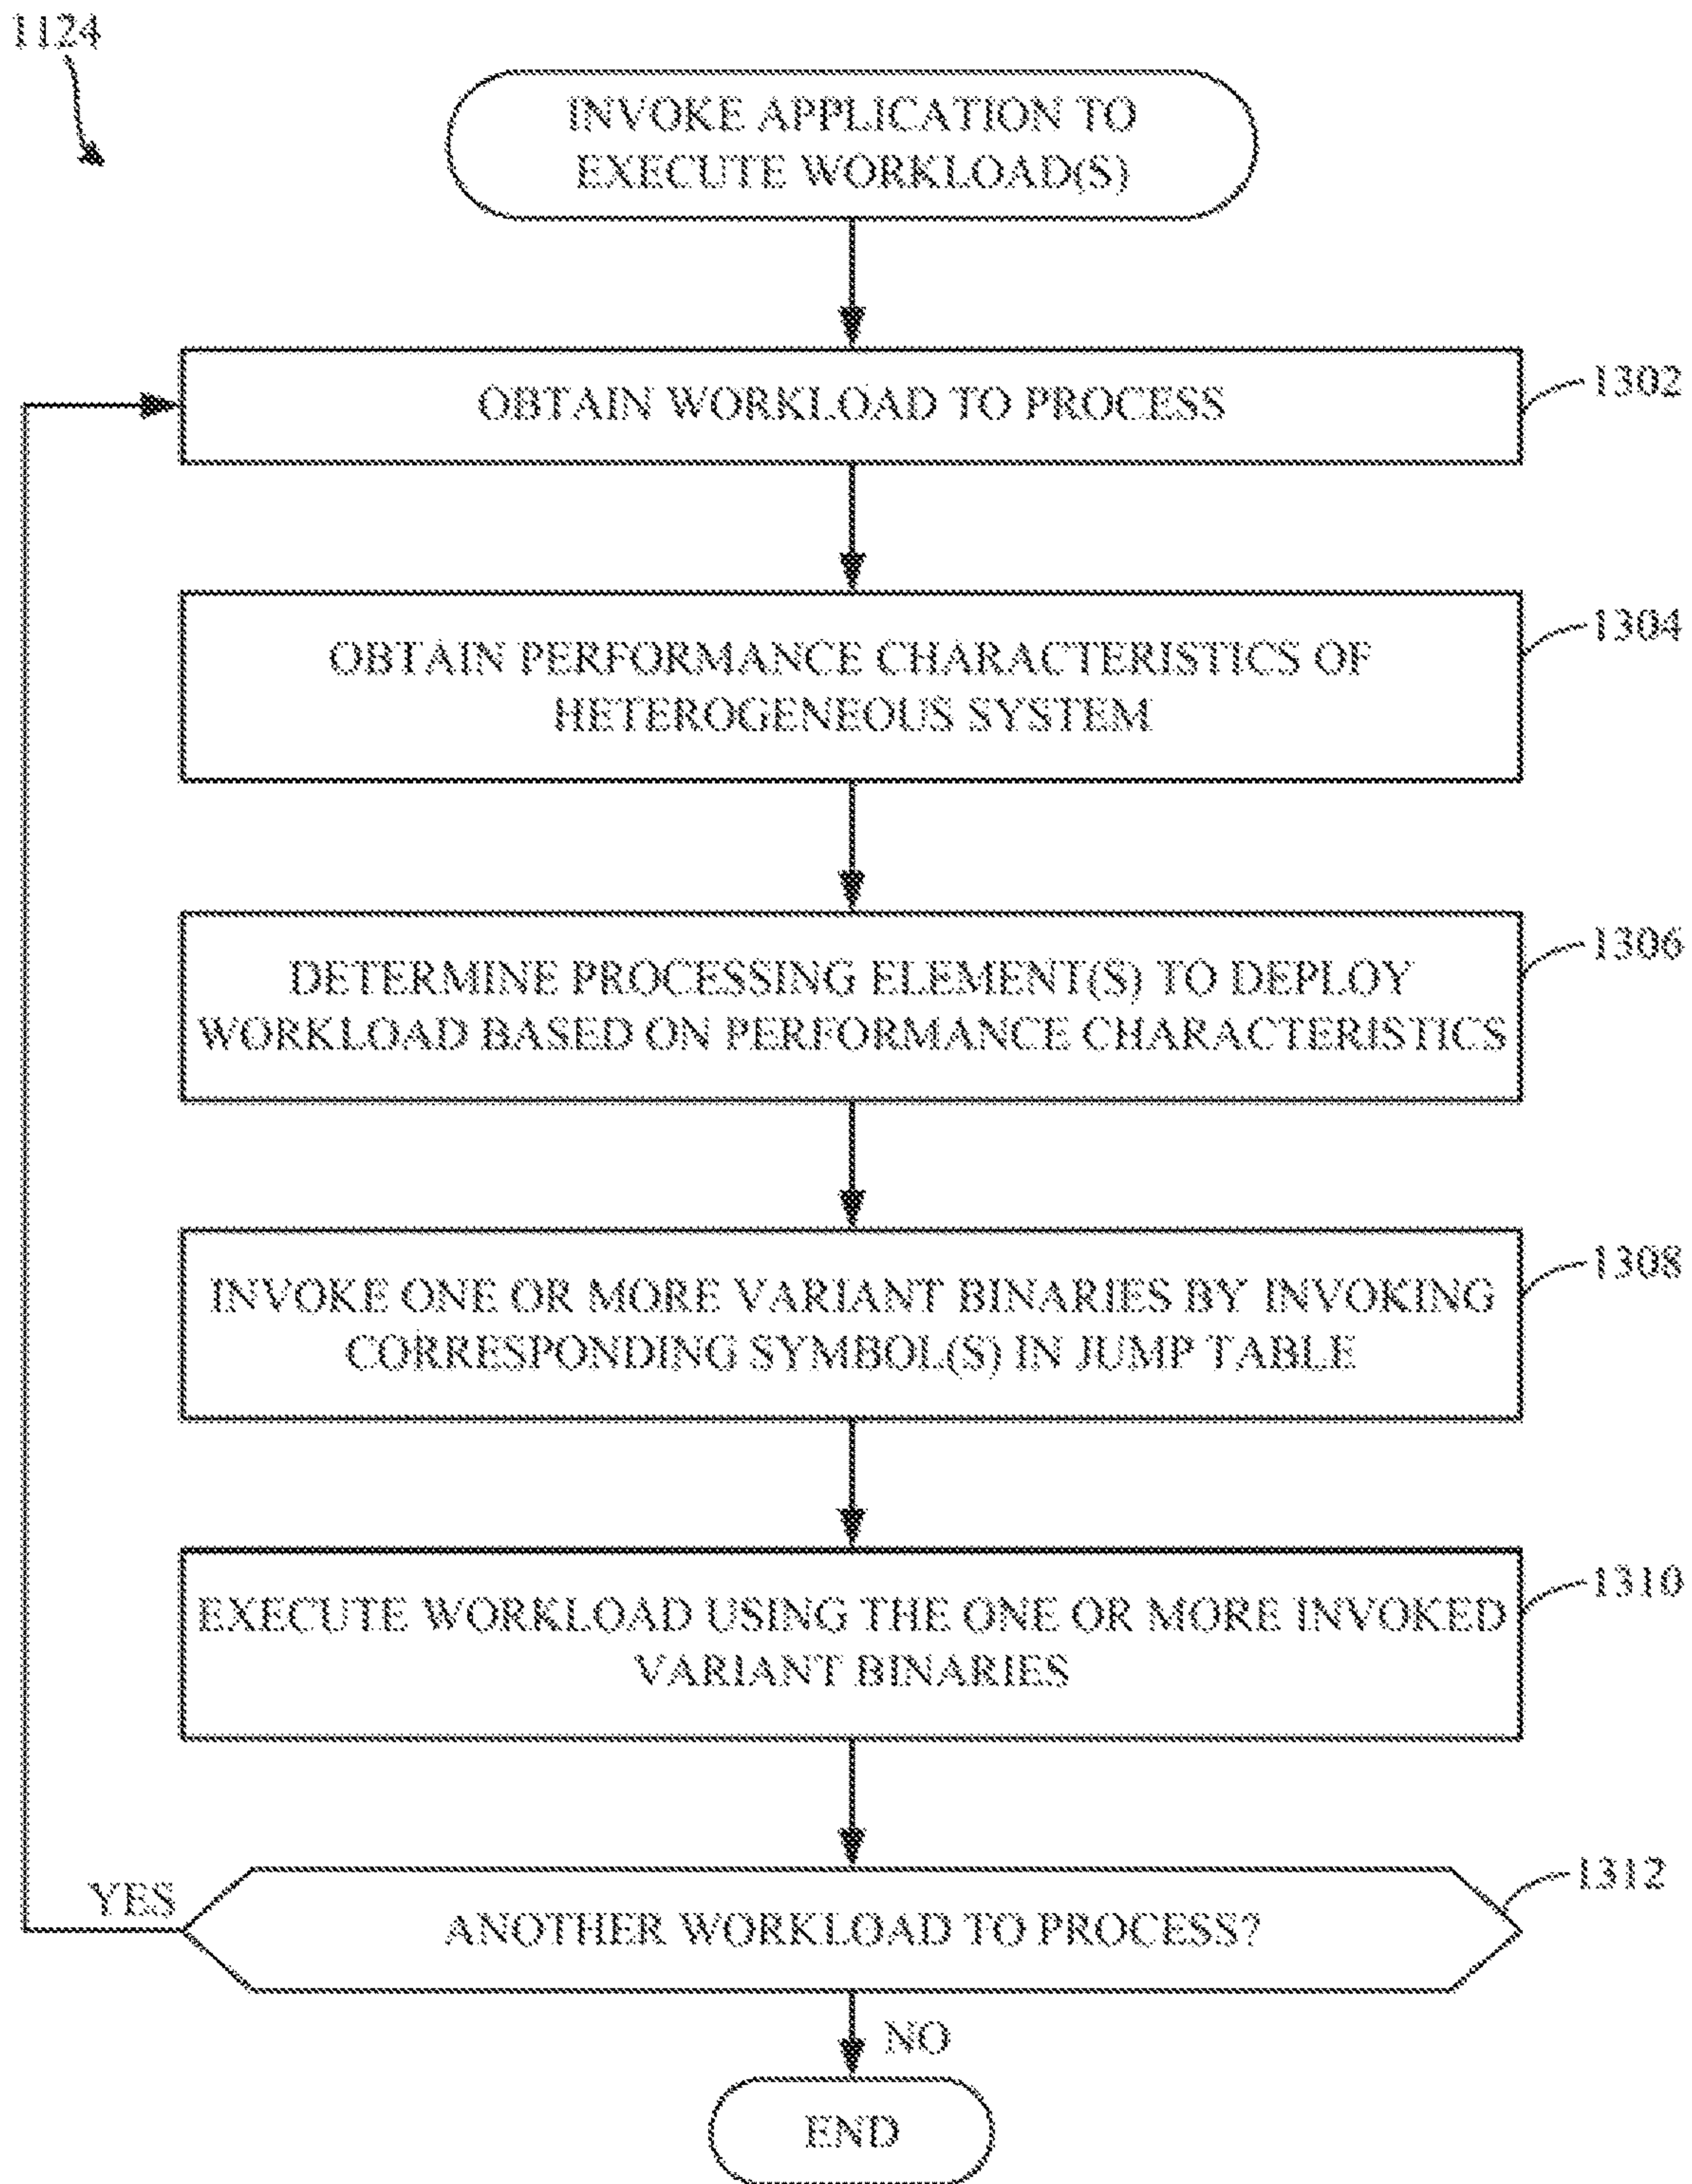 1124
INVOKE APPLICATION TO
EXECUTE WORKLOAD(S)
OBTAIN WORKLOAD TO PROCESS
1302
OBTAIN PERFORMANCE CHARACTERISTICS OF
HETEROGENEOUS SYSTEM
1304
DETERMINE PROCESSING ELEMENT(S) TO DEPLOY
WORKLOAD BASED ON PERFORMANCE CHARACTERISTICS
1306
INVOKE ONE OR MORE VARIANT BINARIES BY INVOKING
CORRESPONDING SYMBOL(S) IN JUMP TABLE
1308
EXECUTE WORKLOAD USING THE ONE OR MORE INVOKED
VARIANT BINARIES
1310
ANOTHER WORKLOAD TO PROCESS?
1312
YES
NO
END